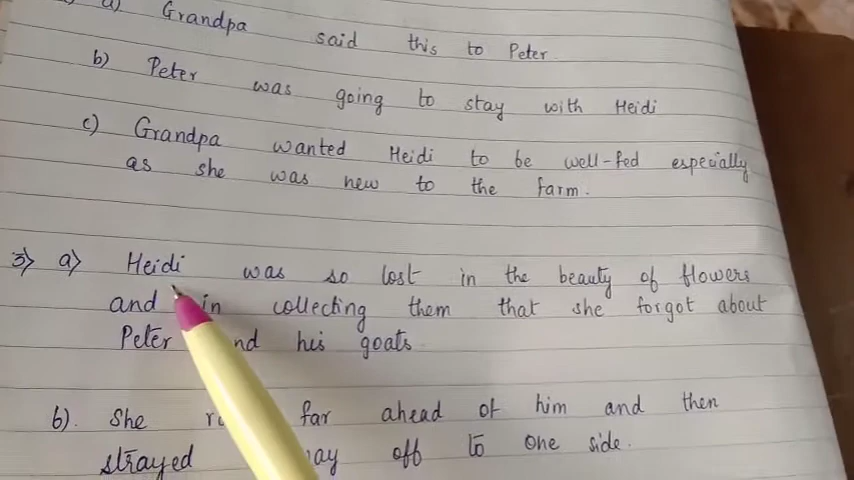 a) Grandpa said this to Peter
b) Peter was going to stay with Heidi
c) Grandpa wanted Heidi to be well-fed especially
as she was new to the farm.
3) a) Heidi was so lost in the beauty of flowers
and in collecting them that she forgot about
Peter his goats
b). She far ahead of him and then
strayed off to one side.